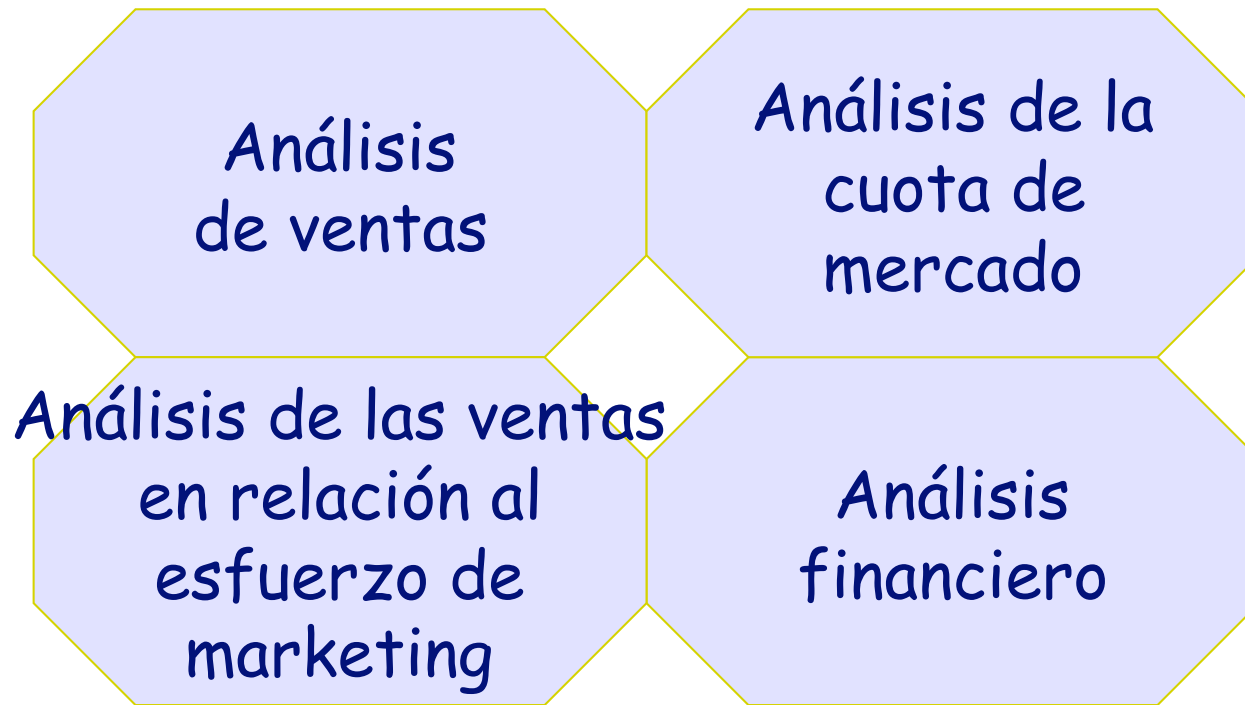 Análisis
de ventas
Análisis de la
cuota de
mercado
Análisis de las ventas
en relación al
esfuerzo de
marketing
Análisis
financiero